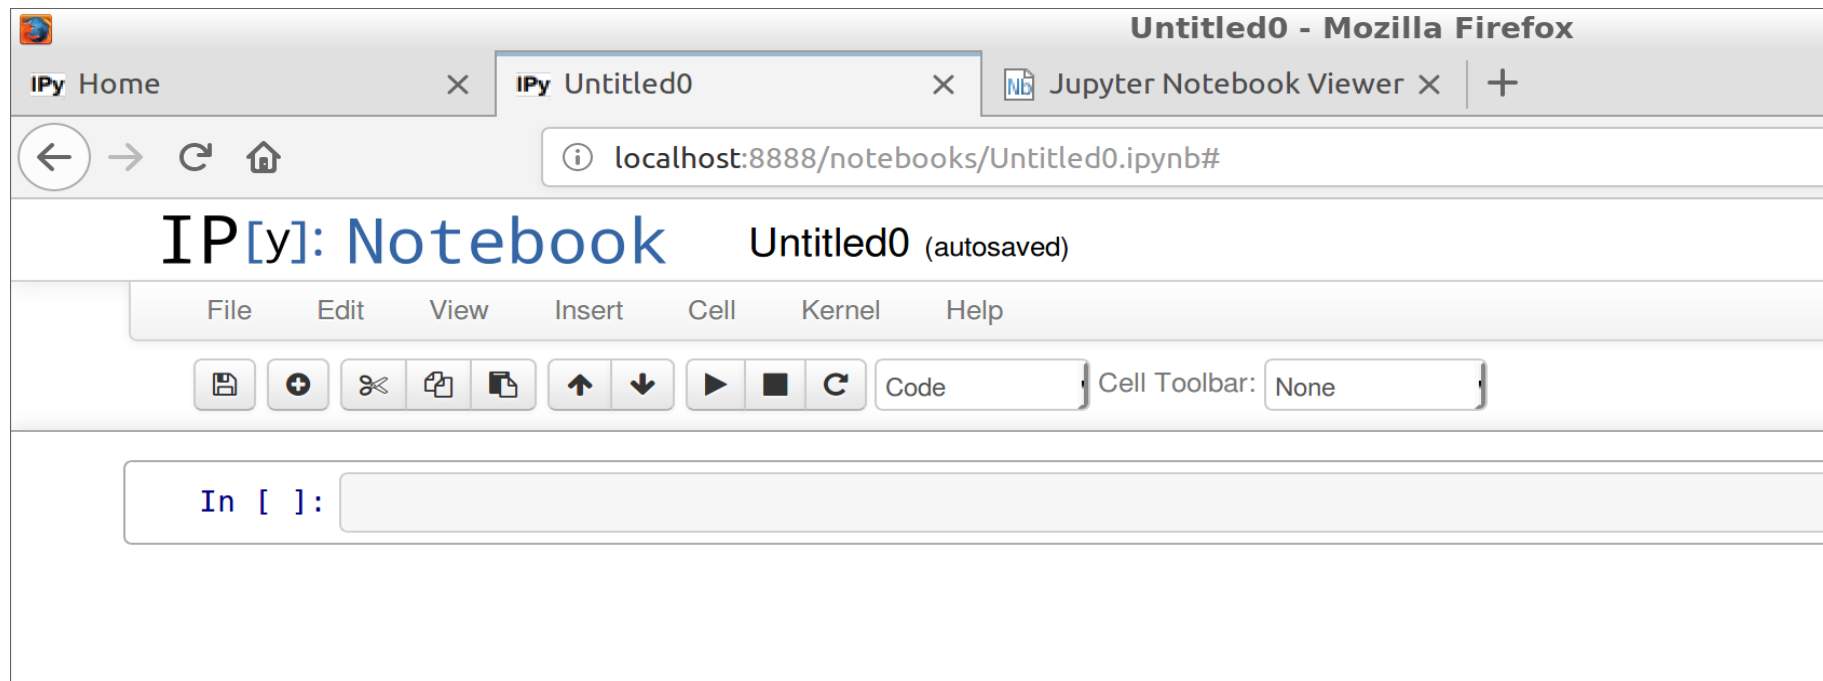 Untitled0 - Mozilla Firefox
IPy Home IPy Untitled0 Nb Jupyter Notebook Viewer
localhost:8888/notebooks/Untitled0.ipynb#
IP[y]: Notebook Untitled0 (autosaved)
File Edit View Insert Cell Kernel Help
Code Cell Toolbar: None
In [ ]: